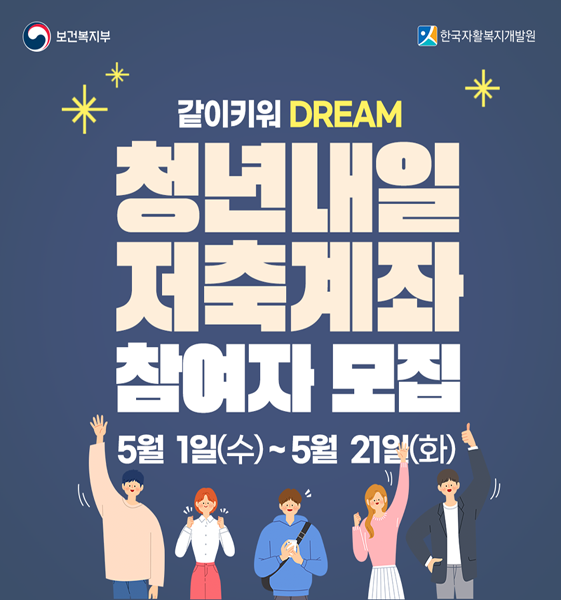 보건복지부
한국자활복지개발원
같이키워 DREAM
청년내일
저축계좌
참여자 모집
5월 1일(수) ~ 5월 21일(화)